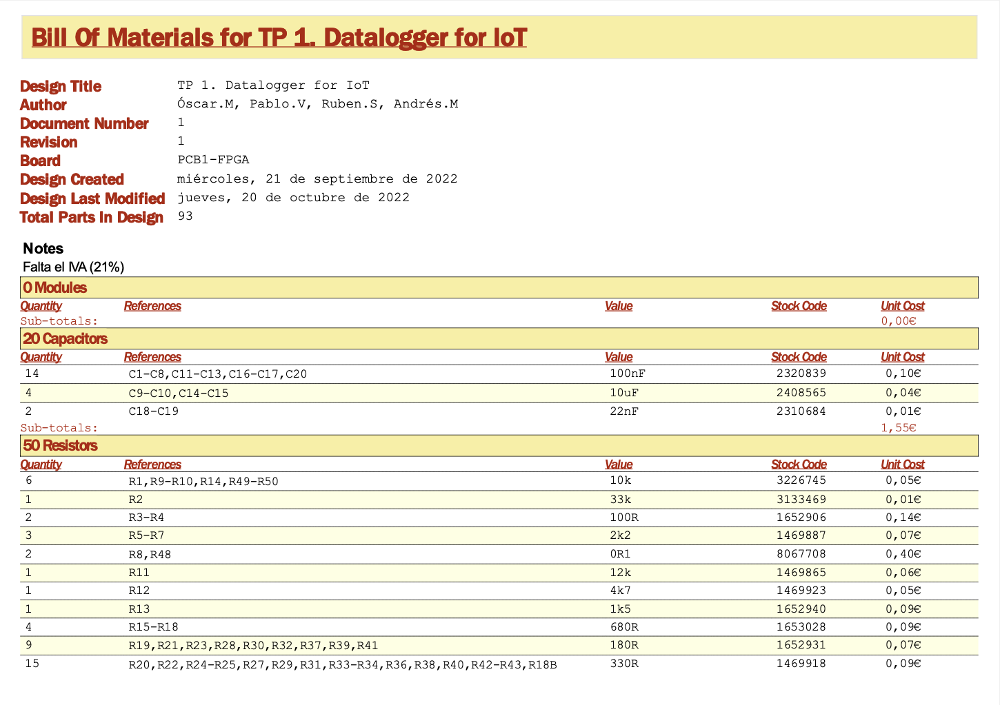 Bill Of Materials for TP 1. Datalogger for IoT
Design Title TP 1. Datalogger for IoT
Author Óscar.M, Pablo.V, Ruben.S, Andrés.M
Document Number 1
Revision 1
Board PCB1-FPGA
Design Created miércoles, 21 de septiembre de 2022
Design Last Modified jueves, 20 de octubre de 2022
Total Parts In Design 93
Notes
Falta el IVA (21%)
0 Modules
Quantity References Value Stock Code Unit Cost
Sub-totals: 0,00€
20 Capacitors
Quantity References Value Stock Code Unit Cost
14 C1-C8,C11-C13,C16-C17,C20 100nF 2320839 0,10€
4 C9-C10,C14-C15 10uF 2408565 0,04€
2 C18-C19 22nF 2310684 0,01€
Sub-totals: 1,55€
50 Resistors
Quantity References Value Stock Code Unit Cost
6 R1,R9-R10,R14,R49-R50 10k 3226745 0,05€
1 R2 33k 3133469 0,01€
2 R3-R4 100R 1652906 0,14€
3 R5-R7 2k2 1469887 0,07€
2 R8,R48 0R1 8067708 0,40€
1 R11 12k 1469865 0,06€
1 R12 4k7 1469923 0,05€
1 R13 1k5 1652940 0,09€
4 R15-R18 680R 1653028 0,09€
9 R19,R21,R23,R28,R30,R32,R37,R39,R41 180R 1652931 0,07€
15 R20,R22,R24-R25,R27,R29,R31,R33-R34,R36,R38,R40,R42-R43,R18B 330R 1469918 0,09€